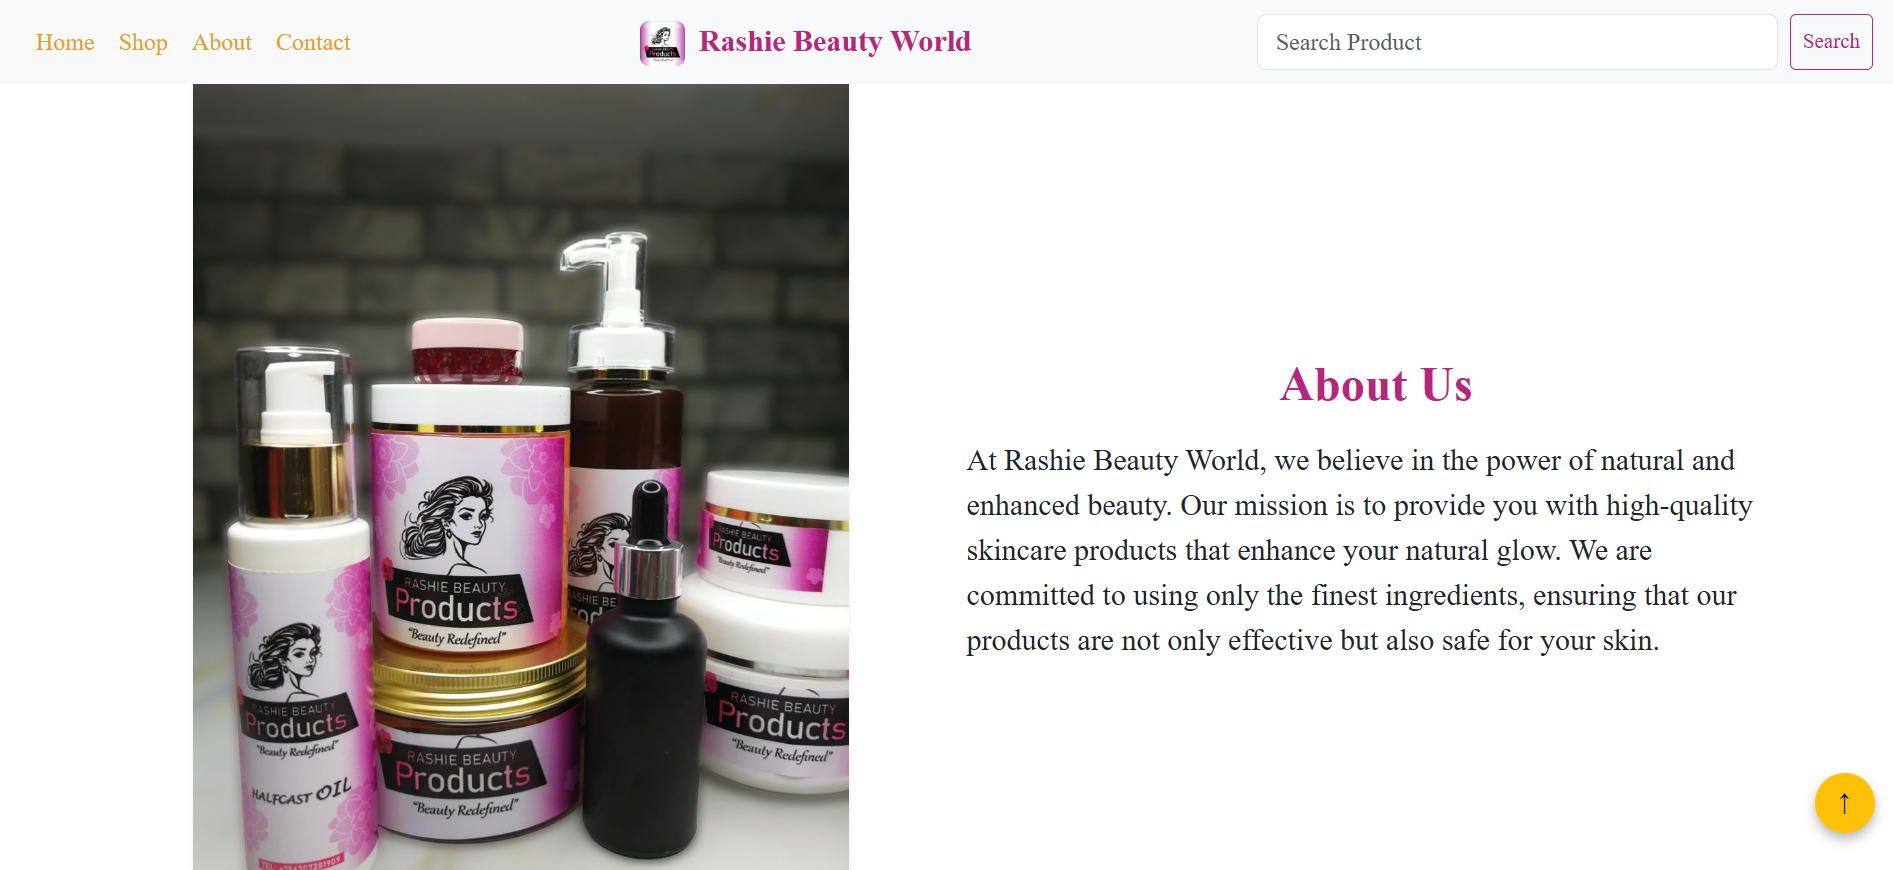 Home Shop About Contact
Rashie Beauty World
Search Product
Search
About Us
At Rashie Beauty World, we believe in the power of natural and
enhanced beauty. Our mission is to provide you with high-quality
skincare products that enhance your natural glow. We are
committed to using only the finest ingredients, ensuring that our
products are not only effective but also safe for your skin.
RASHIE BEAUTY
Products
"Beauty Redefined"
RASHIE BEAUTY
Products
"Beauty Redefined"
RASHIE BEAUTY
Products
"Beauty Redefined"
HALFCAST OIL
RASHIE BEAUTY
Products
"Beauty Redefined"
RASHIE BEAUTY
Products
"Beauty Redefined"
↑